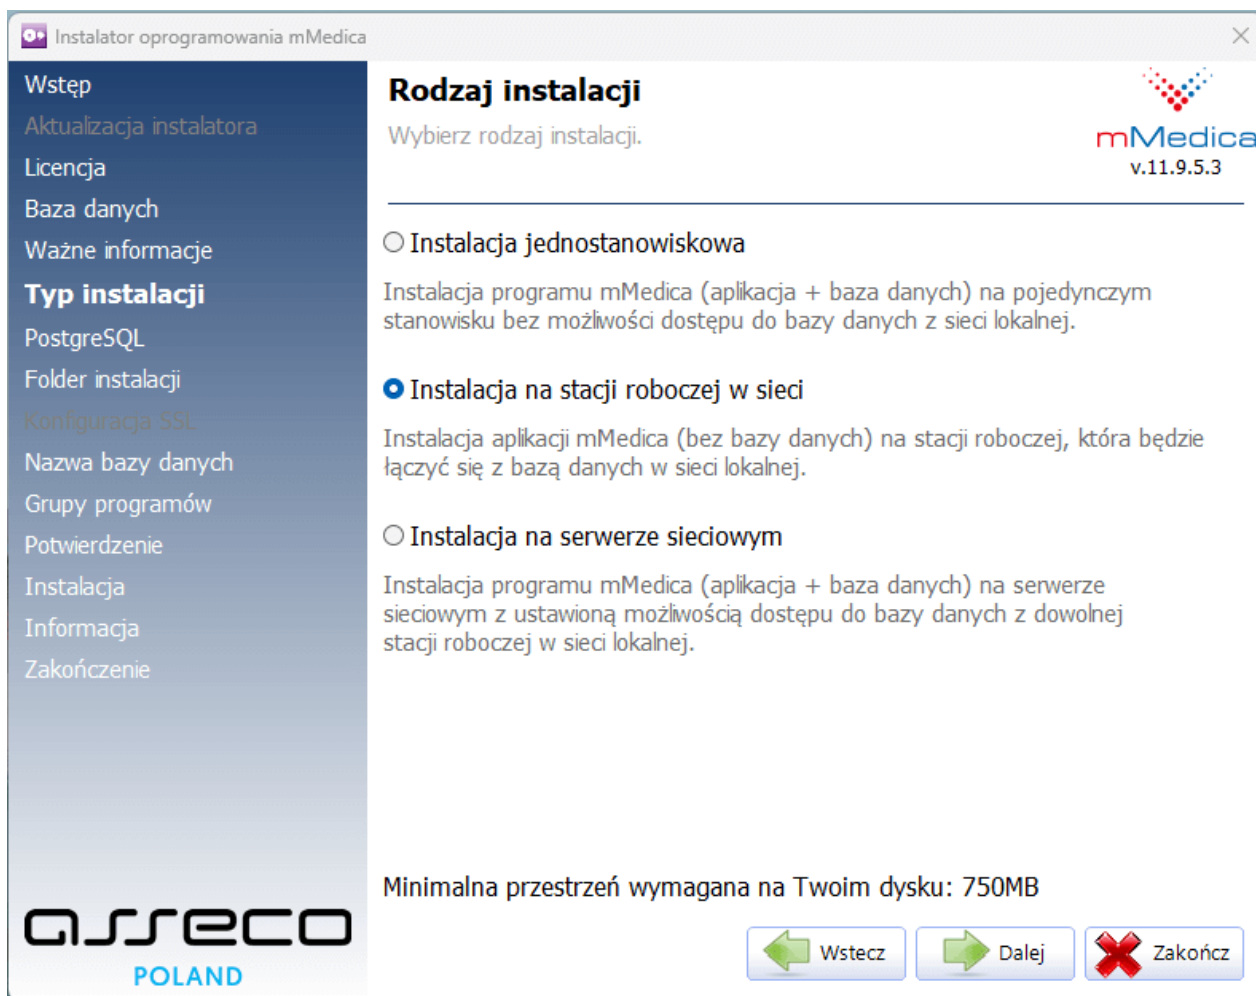 Instalator oprogramowania mMedica
Wstęp
Aktualizacja instalatora
Licencja
Baza danych
Ważne informacje
Typ instalacji
PostgreSQL
Folder instalacji
Konfiguracja SSL
Nazwa bazy danych
Grupy programów
Potwierdzenie
Instalacja
Informacja
Zakończenie
asseco
POLAND
Rodzaj instalacji
Wybierz rodzaj instalacji.
mMedica
v.11.9.5.3
Instalacja jednostanowiskowa
Instalacja programu mMedica (aplikacja + baza danych) na pojedynczym
stanowisku bez możliwości dostępu do bazy danych z sieci lokalnej.
Instalacja na stacji roboczej w sieci
Instalacja aplikacji mMedica (bez bazy danych) na stacji roboczej, która będzie
łączyć się z bazą danych w sieci lokalnej.
Instalacja na serwerze sieciowym
Instalacja programu mMedica (aplikacja + baza danych) na serwerze
sieciowym z ustawioną możliwością dostępu do bazy danych z dowolnej
stacji roboczej w sieci lokalnej.
Minimalna przestrzeń wymagana na Twoim dysku: 750MB
Wstecz
Dalej
Zakończ